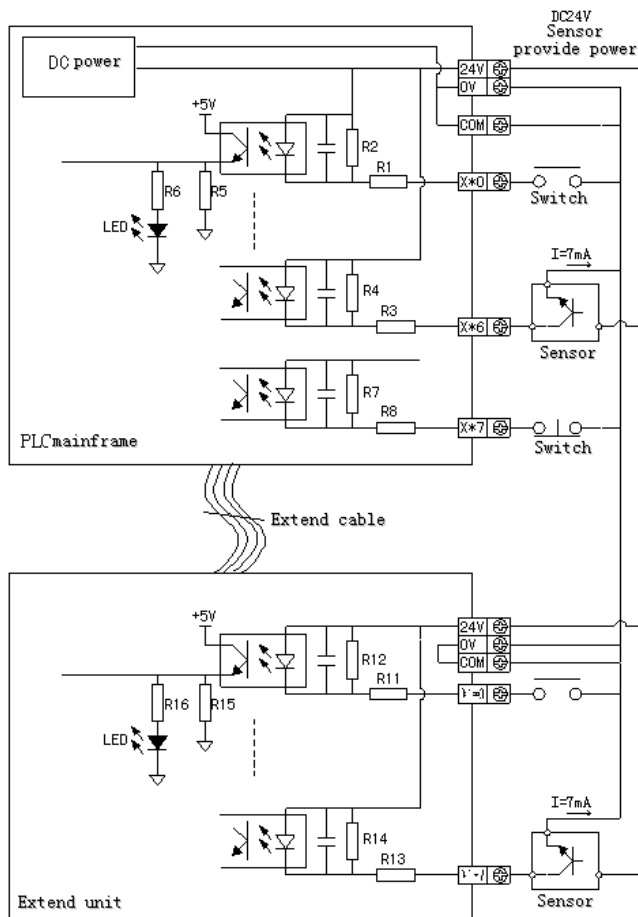 DC24V
Sensor
provide power
DC power
24V
0V
+5V
COM
R2
R1
X*0
R6
R5
Switch
LED
I=7mA
R4
R3
X*6
Sensor
R7
R8
X*7
PLCmainframe
Switch
Extend cable
+5V
24V
0V
R12
COM
R11
R16
R15
LED
I=7mA
R14
R13
Extend unit
Sensor